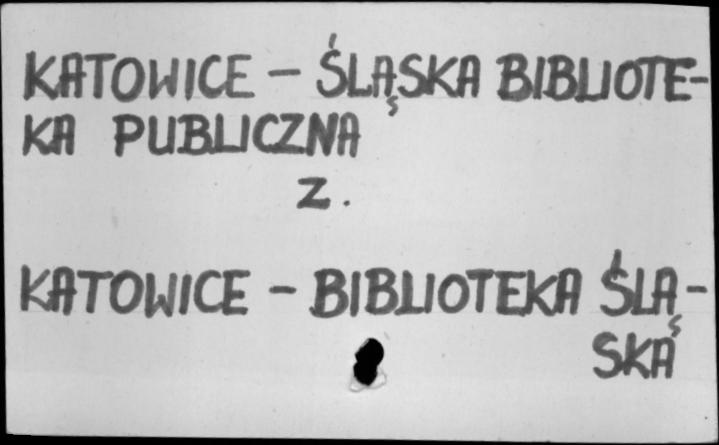 KATOWICE – ŚLĄSKA BIBLIOTE-
KA PUBLICZNA
Z.
KATOWICE – BIBLIOTEKA ŚLĄ-
SKA